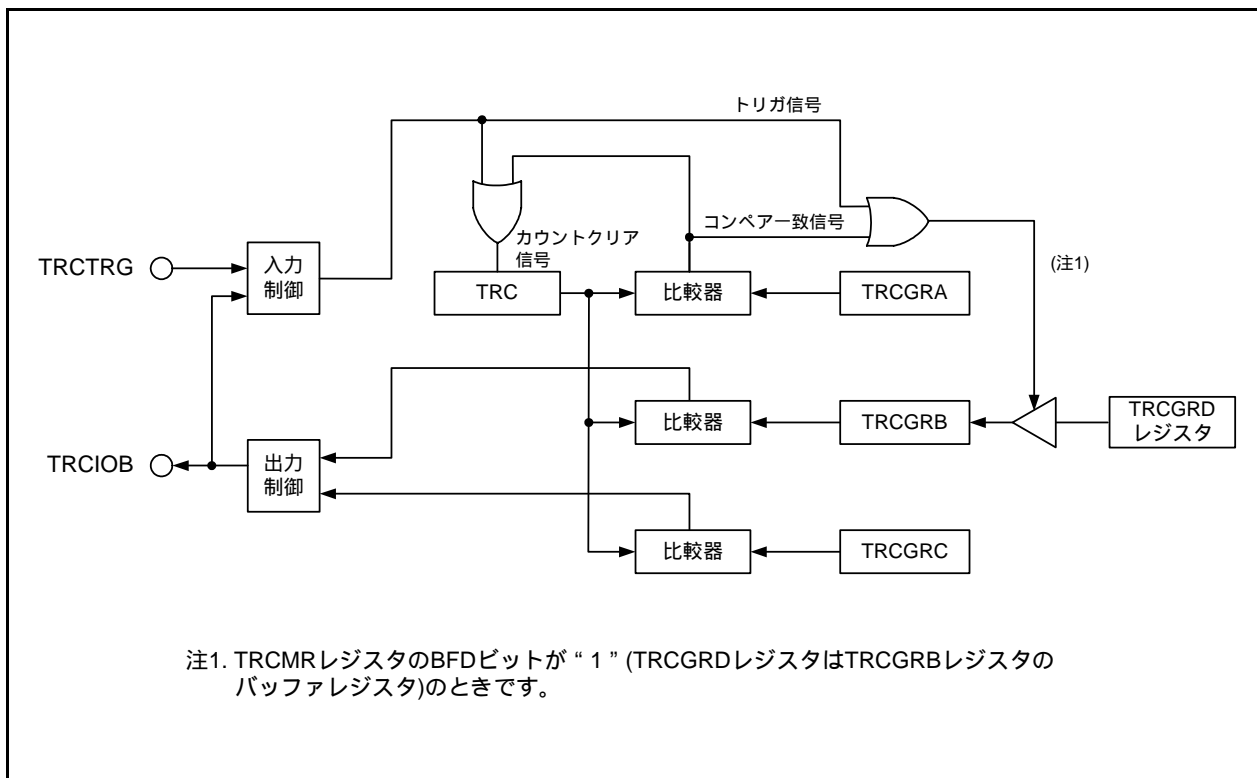 トリガ信号
コンペア一致信号
カウントクリア
信号
(注1)
TRCTRG
入力
制御
TRC
比較器
TRCGRA
比較器
TRCGRB
TRCGRD
レジスタ
TRCIOB
出力
制御
比較器
TRCGRC
注1. TRCMRレジスタのBFDビットが “ 1 ” (TRCGRDレジスタはTRCGRBレジスタの
バッファレジスタ)のときです。